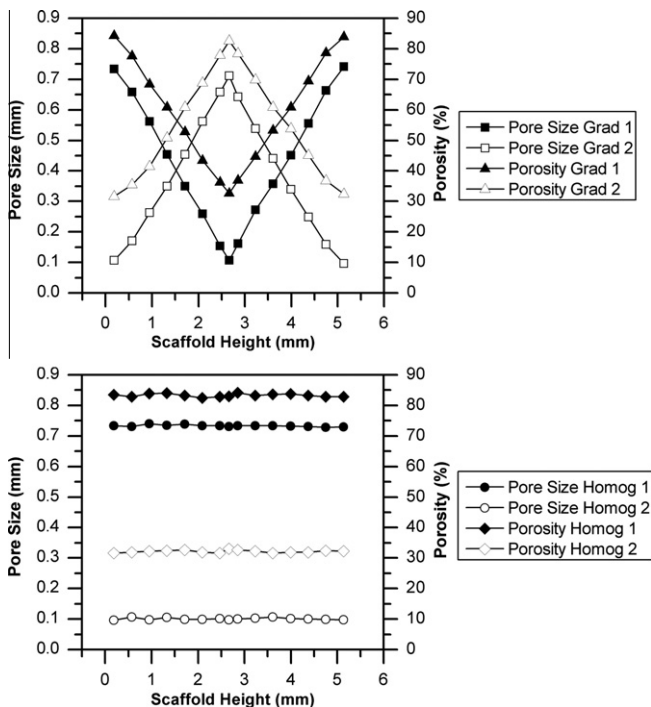 0.9
0.8
0.7
0.6
0.5
0.4
0.3
0.2
0.1
0.0
Pore Size (mm)
90
80
70
60
50
40
30
20
10
0
Porosity (%)
0 1 2 3 4 5 6
Scaffold Height (mm)
Pore Size Grad 1
Pore Size Grad 2
Porosity Grad 1
Porosity Grad 2
0.9
0.8
0.7
0.6
0.5
0.4
0.3
0.2
0.1
0.0
Pore Size (mm)
90
80
70
60
50
40
30
20
10
0
Porosity (%)
0 1 2 3 4 5 6
Scaffold Height (mm)
Pore Size Homog 1
Pore Size Homog 2
Porosity Homog 1
Porosity Homog 2